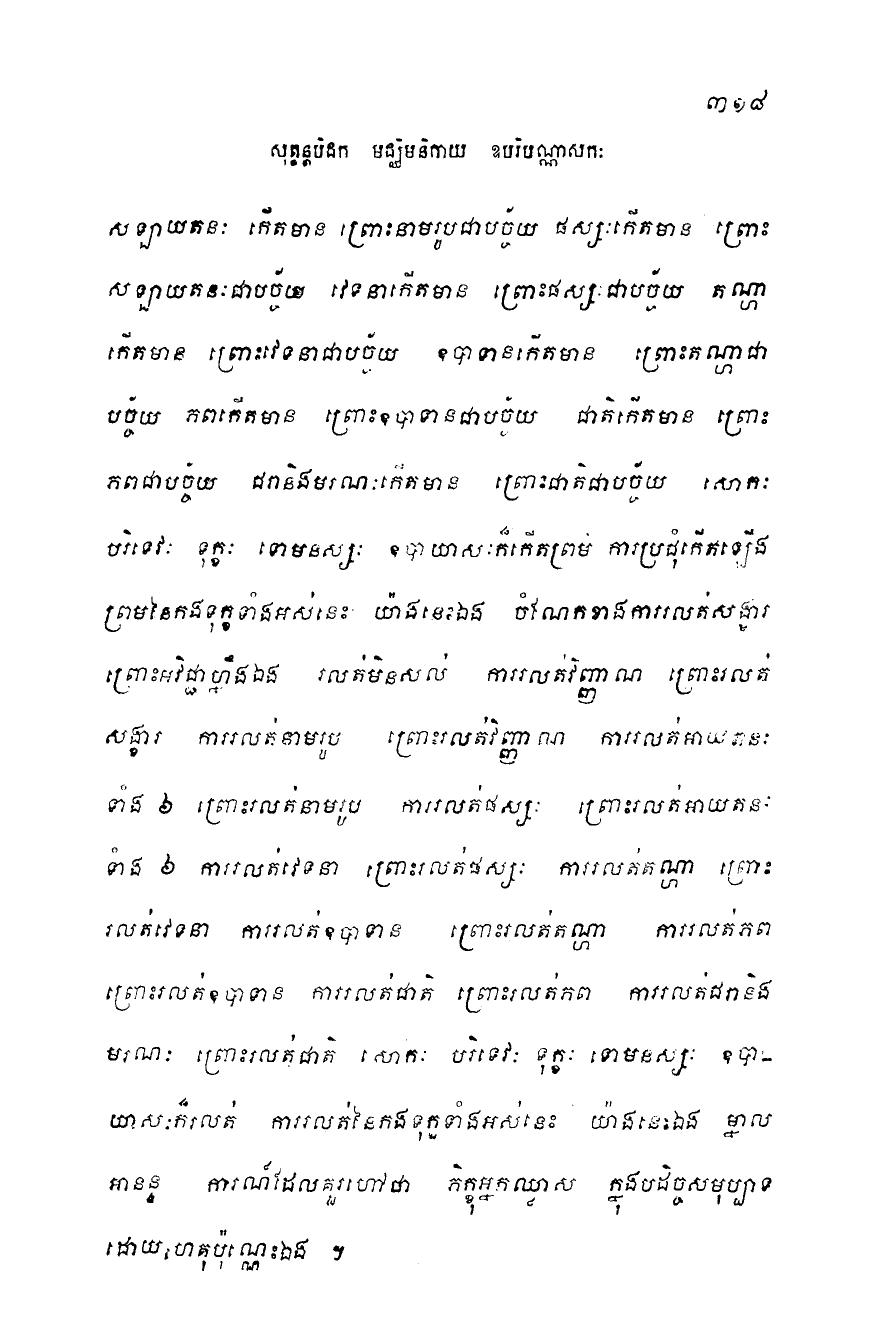 ៣១៨
សុត្តន្តបិដក មជ្ឈិមនិកាយ ឧបរិបណ្ណាសកៈ
សឡាយតនៈ កើតមាន ព្រោះនាមរូបជាបច្ច័យ ផស្សៈកើតមាន ព្រោះ
សឡាយតនៈជាបច្ច័យ វេទនាកើតមាន ព្រោះផស្សៈជាបច្ច័យ តណ្ហា
កើតមាន ព្រោះវេទនាជាបច្ច័យ ឧបាទានកើតមាន ព្រោះតណ្ហាជា
បច្ច័យ ភពកើតមាន ព្រោះឧបាទានជាបច្ច័យ ជាតិកើតមាន ព្រោះ
ភពជាបច្ច័យ ជរានិងមរណៈកើតមាន ព្រោះជាតិជាបច្ច័យ សោកៈ
បរិទេវៈ ទុក្ខៈ ទោមនស្សៈ ឧបាយាសៈក៏កើតព្រម ការប្រជុំកើតឡើង
ព្រមនៃកងទុក្ខទាំងអស់នេះ យ៉ាងនេះឯង ចំណែកខាងការរលត់សង្ខារ
ព្រោះអវិជ្ជាហ្នឹងឯង រលត់មិនសល់ ការរលត់វិញ្ញាណ ព្រោះរលត់
សង្ខារ ការរលត់នាមរូប ព្រោះរលត់វិញ្ញាណ ការរលត់អាយតនៈ
ទាំង ៦ ព្រោះរលត់នាមរូប ការរលត់ផស្សៈ ព្រោះរលត់អាយតនៈ
ទាំង ៦ ការរលត់វេទនា ព្រោះរលត់ផស្សៈ ការរលត់តណ្ហា ព្រោះ
រលត់វេទនា ការរលត់ឧបាទាន ព្រោះរលត់តណ្ហា ការរលត់ភព
ព្រោះរលត់ឧបាទាន ការរលត់ជាតិ ព្រោះរលត់ភព ការរលត់ជរានិង
មរណៈ ព្រោះរលត់ជាតិ សោកៈ បរិទេវៈ ទុក្ខៈ ទោមនស្សៈ ឧបា-
យាសៈក៏រលត់ ការរលត់នៃកងទុក្ខទាំងអស់នេះ យ៉ាងនេះឯង ម្នាល
អានន្ទ ការណ៍ដែលគួរហៅថា ភិក្ខុអ្នកឈ្លាស ក្នុងបដិច្ចសមុប្បាទ
ដោយហេតុប៉ុណ្ណេះឯង ។